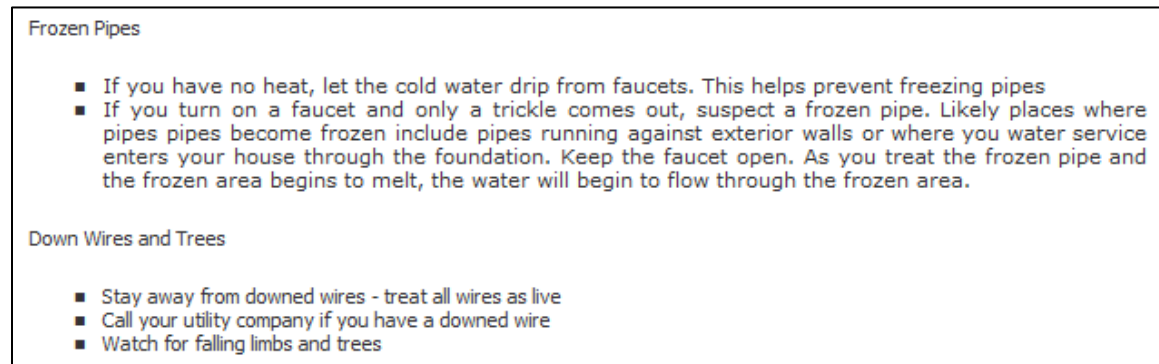 Frozen Pipes
▪ If you have no heat, let the cold water drip from faucets. This helps prevent freezing pipes
▪ If you turn on a faucet and only a trickle comes out, suspect a frozen pipe. Likely places where
pipes pipes become frozen include pipes running against exterior walls or where you water service
enters your house through the foundation. Keep the faucet open. As you treat the frozen pipe and
the frozen area begins to melt, the water will begin to flow through the frozen area.
Down Wires and Trees
▪ Stay away from downed wires - treat all wires as live
▪ Call your utility company if you have a downed wire
▪ Watch for falling limbs and trees